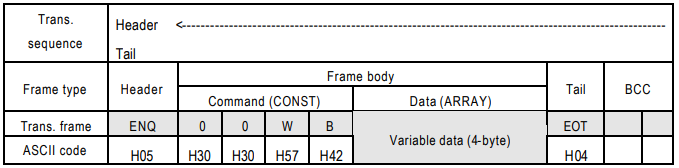 Trans. sequence Header <-----------------------------------------------------------------------------------------
Tail
Frame type Header Frame body Tail BCC
Command (CONST) Data (ARRAY)
Trans. frame ENQ 0 0 W B Variable data (4-byte) EOT
ASCII code H05 H30 H30 H57 H42 H04